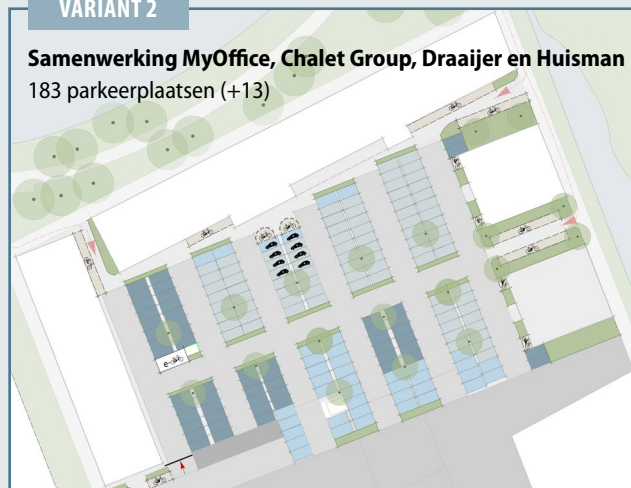 VARIANT 2
Samenwerking MyOffice, Chalet Group, Draaijer en Huisman
183 parkeerplaatsen (+13)
e-